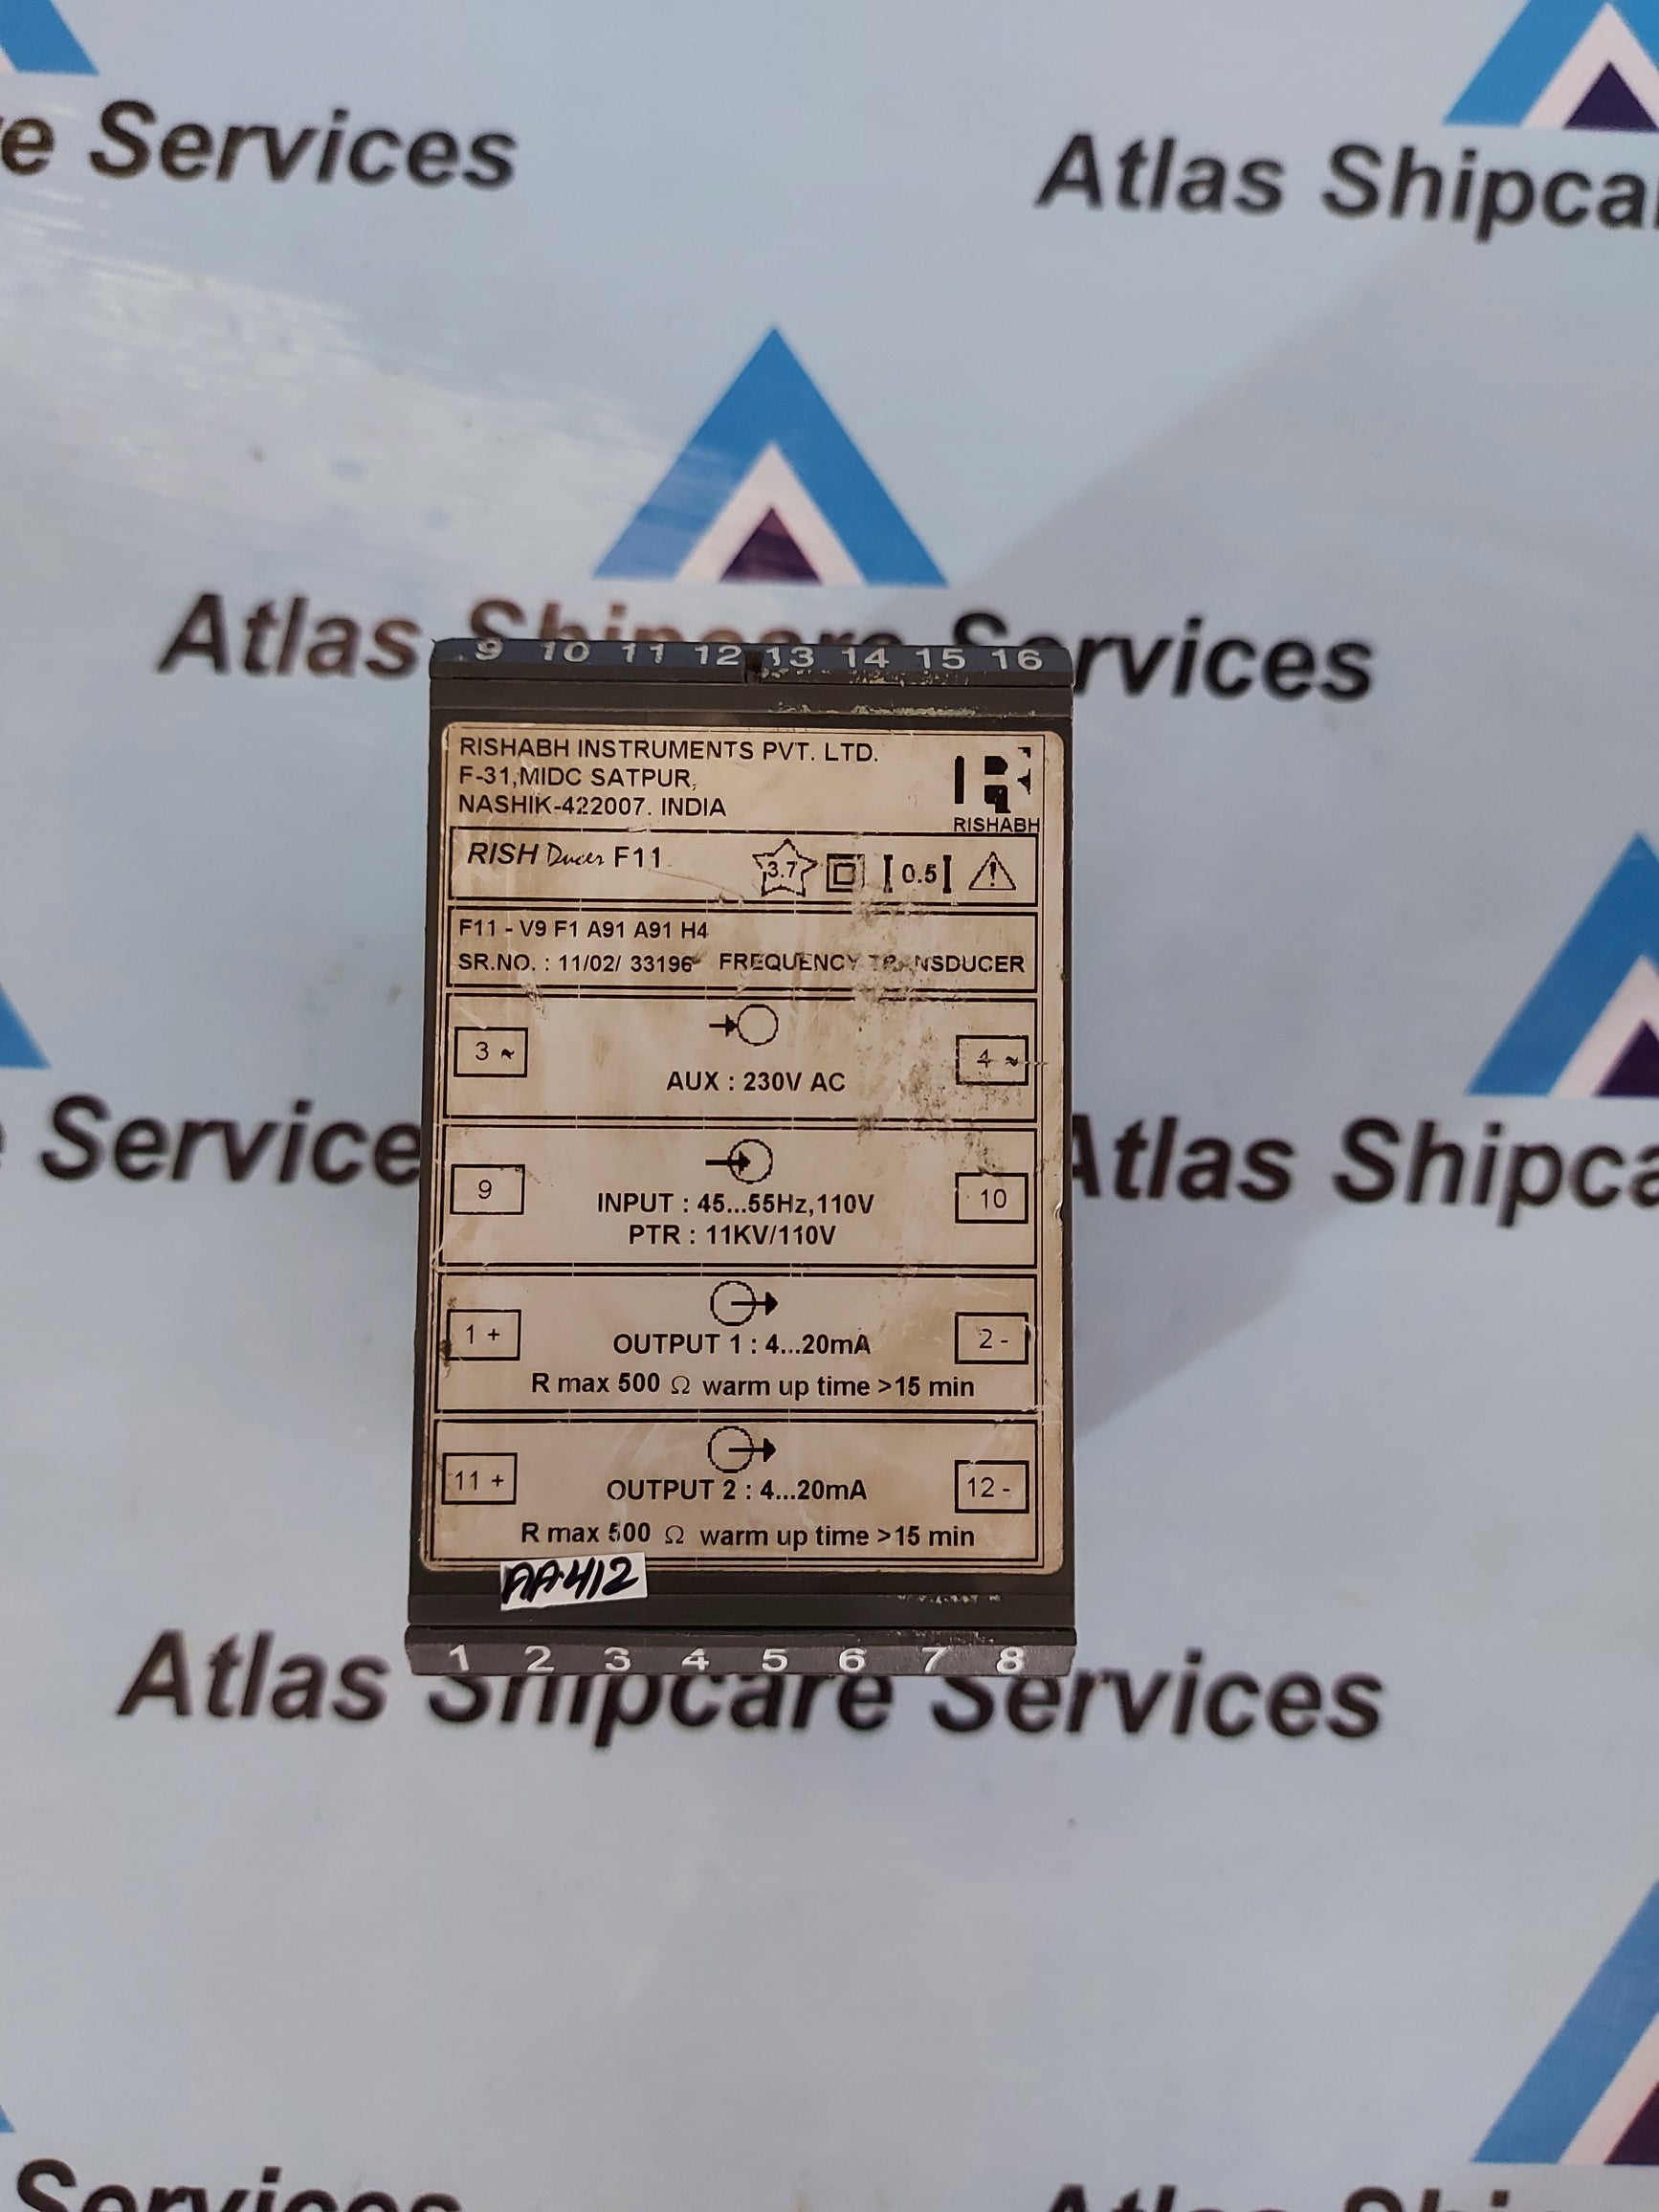 e Services
Atlas Shipca
Atlas Shipcare Services
9 10 11 12 13 14 15 16
RISHABH INSTRUMENTS PVT. LTD.
F-31,MIDC SATPUR,
NASHIK-422007. INDIA
RISHABH
RISH Ducer F11
3.7
0.5
F11 - V9 F1 A91 A91 H4
SR.NO. : 11/02/ 33196 FREQUENCY TRANSDUCER
3 ~
4 ~
AUX : 230V AC
9
10
INPUT : 45...55Hz,110V
PTR : 11KV/110V
1 +
2 -
OUTPUT 1 : 4...20mA
R max 500 Ω warm up time >15 min
11 +
12 -
OUTPUT 2 : 4...20mA
R max 500 Ω warm up time >15 min
AA412
1 2 3 4 5 6 7 8
Service
Atlas Shipca
Atlas Shipcare Services
Services